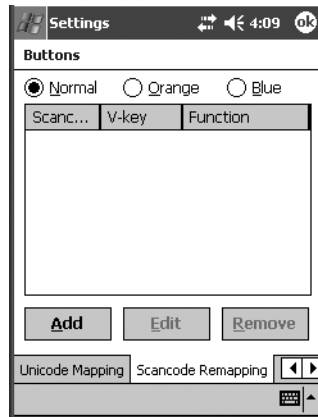 Settings 4:09 ok
Buttons
Normal Orange Blue
Scanc... V-key Function
Add Edit Remove
Unicode Mapping Scancode Remapping